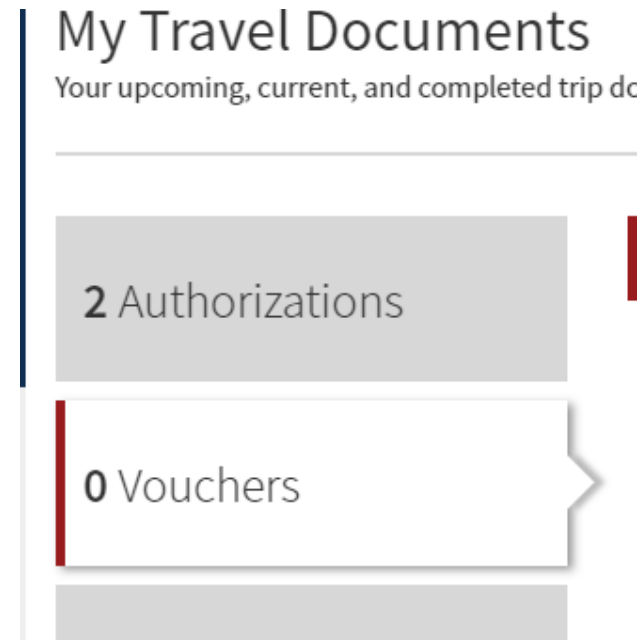 My Travel Documents
Your upcoming, current, and completed trip
2 Authorizations
0 Vouchers